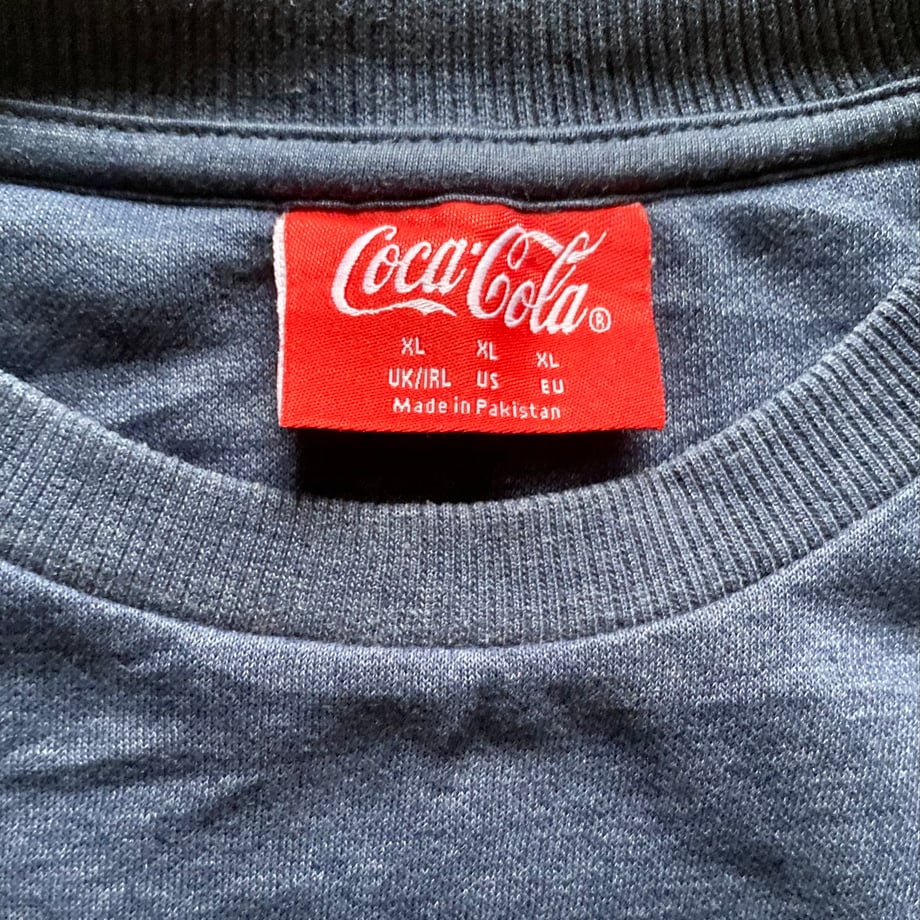 Coca-Cola®
XL XL XL
UK/IRL US EU
Made in Pakistan